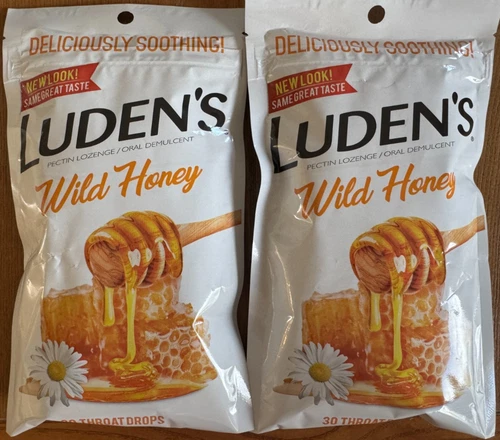 DELICIOUSLY SOOTHING!
NEW LOOK!
SAME GREAT TASTE
LUDEN'S
PECTIN LOZENGE / ORAL DEMULCENT
Wild Honey
THROAT DROPS
DELICIOUSLY SOOTHING!
NEW LOOK!
SAME GREAT TASTE
LUDEN'S®
PECTIN LOZENGE / ORAL DEMULCENT
Wild Honey
30 THROAT